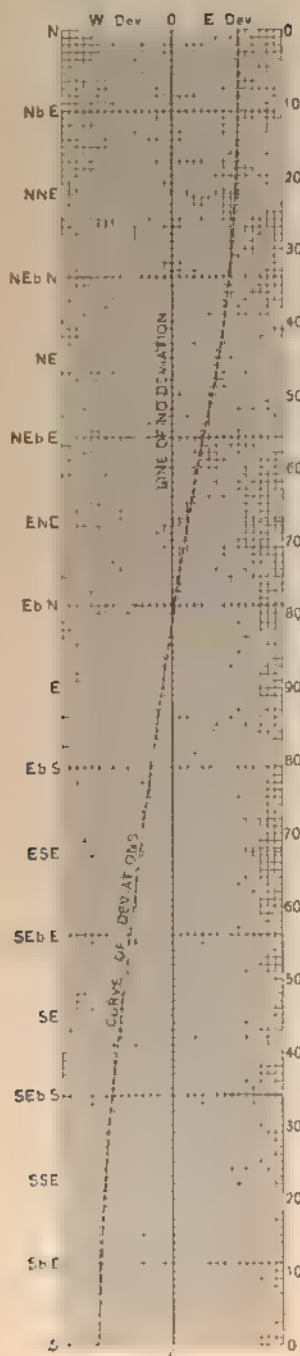 W Dev 0 E Dev
N 0
NbE 10
NNE 20
30
NEbN
40
NE
50
NEbE
60
ENE
70
EbN 80
E 90
EbS 80
70
ESE
60
SEbE
50
SE
40
SEbS
30
SSE
20
SbE 10
S 0
LINE OF NO DEVIATION
CURVE OF DEVIATIONS